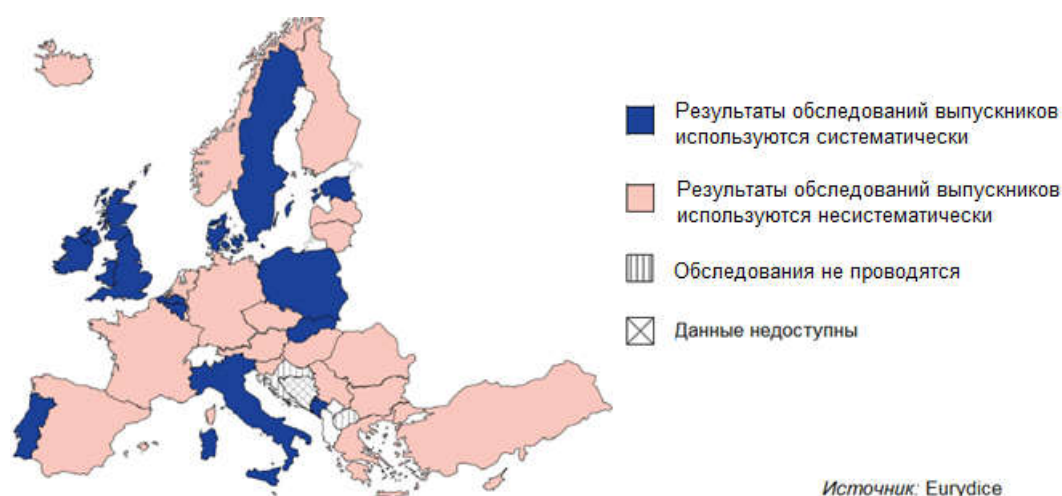 Результаты обследований выпускников
используются систематически
Результаты обследований выпускников
используются несистематически
Обследования не проводятся
Данные недоступны
Источник: Eurydice